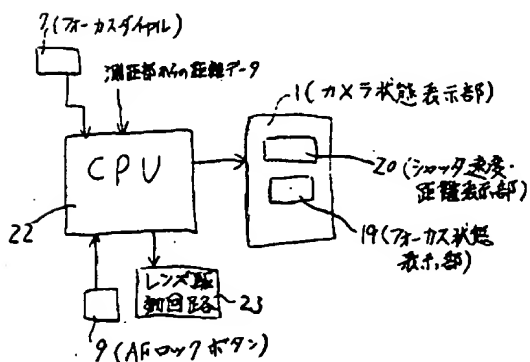 7(フォーカスダイヤル)
測距部からの距離データ
1(カメラ状態表示部)
CPU
20(シャッタ速度・
距離表示部)
22
19(フォーカス状態
表示部)
レンズ駆
動回路
23
9(AFロックボタン)